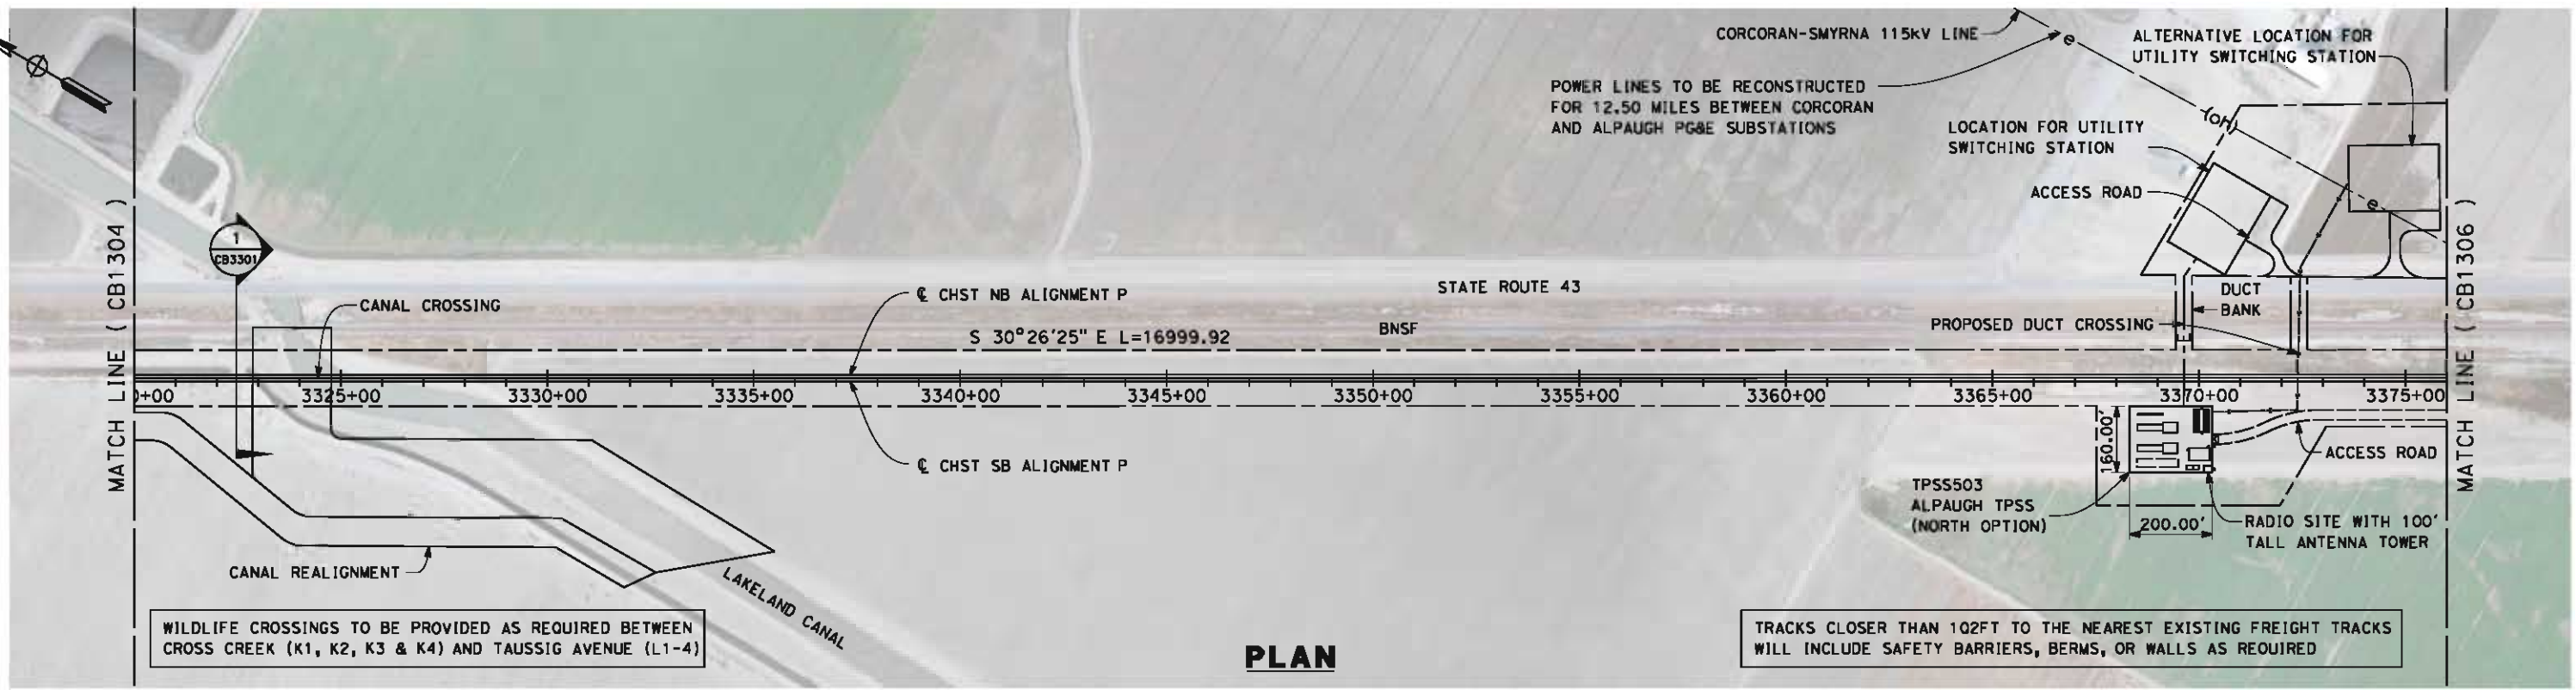 CORCORAN-SMYRNA 115KV LINE
e
ALTERNATIVE LOCATION FOR
UTILITY SWITCHING STATION
POWER LINES TO BE RECONSTRUCTED
FOR 12.50 MILES BETWEEN CORCORAN
AND ALPAUGH PG&E SUBSTATIONS
(OH)
LOCATION FOR UTILITY
SWITCHING STATION
ACCESS ROAD
e
MATCH LINE ( CB1304 )
1
CB3301
CANAL CROSSING
℄ CHST NB ALIGNMENT P
STATE ROUTE 43
DUCT
BANK
S 30°26'25" E L=16999.92
BNSF
PROPOSED DUCT CROSSING
MATCH LINE ( CB1306 )
0+00
3325+00
3330+00
3335+00
3340+00
3345+00
3350+00
3355+00
3360+00
3365+00
3370+00
3375+00
160.00'
ACCESS ROAD
℄ CHST SB ALIGNMENT P
TPSS503
ALPAUGH TPSS
(NORTH OPTION)
200.00'
RADIO SITE WITH 100'
TALL ANTENNA TOWER
CANAL REALIGNMENT
LAKELAND CANAL
WILDLIFE CROSSINGS TO BE PROVIDED AS REQUIRED BETWEEN
CROSS CREEK (K1, K2, K3 & K4) AND TAUSSIG AVENUE (L1-4)
PLAN
TRACKS CLOSER THAN 102FT TO THE NEAREST EXISTING FREIGHT TRACKS
WILL INCLUDE SAFETY BARRIERS, BERMS, OR WALLS AS REQUIRED